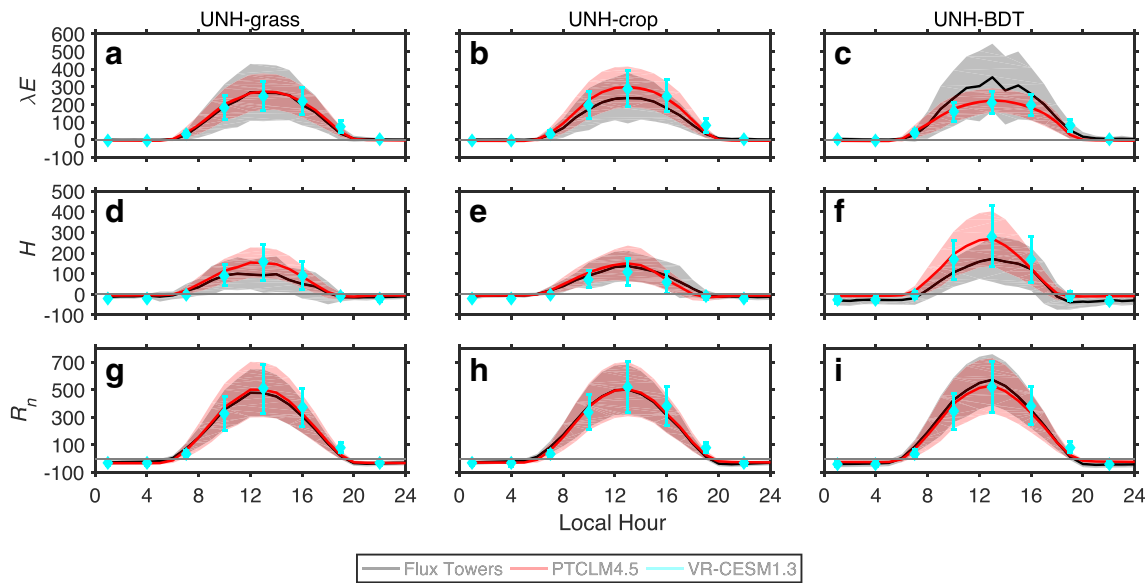 UNH-grass UNH-crop UNH-BDT
600
500
400
300
200
100
0
-100
λE
a b c
500
400
300
200
100
0
-100
H
d e f
700
500
300
100
-100
Rn
g h i
0 4 8 12 16 20 24 0 4 8 12 16 20 24 0 4 8 12 16 20 24
Local Hour
Flux Towers PTCLM4.5 VR-CESM1.3